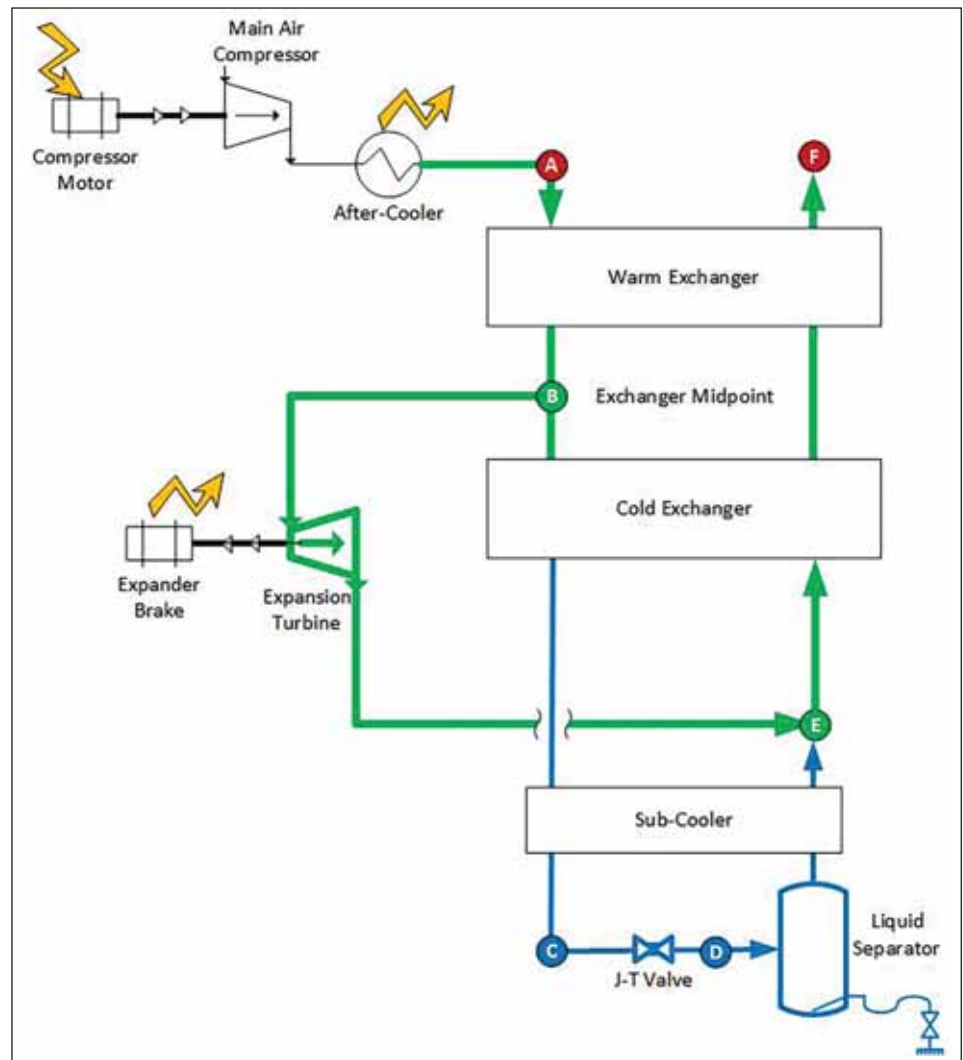 Main Air
Compressor
Compressor
Motor
After-Cooler
A
F
Warm Exchanger
B
Exchanger Midpoint
Cold Exchanger
Expander
Brake
Expansion
Turbine
E
Sub-Cooler
C
D
J-T Valve
Liquid
Separator